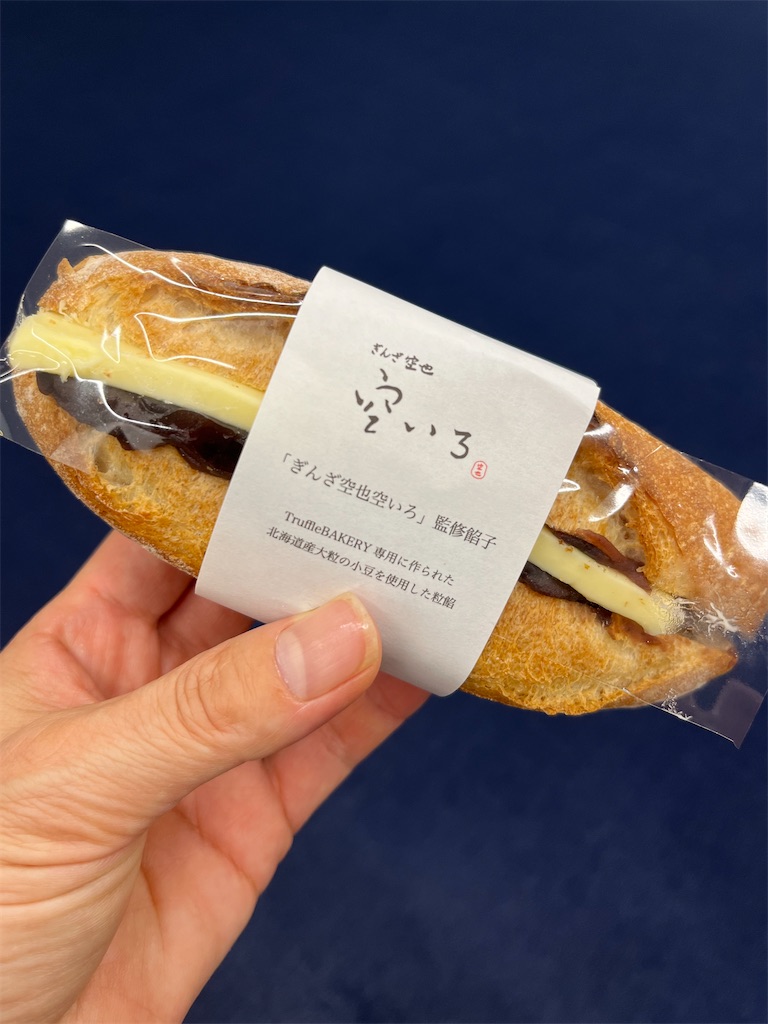 ぎんざ空也
空いろ
「ぎんざ空也空いろ」監修餡子
TruffleBAKERY 専用に作られた
北海道産大粒の小豆を使用した粒餡